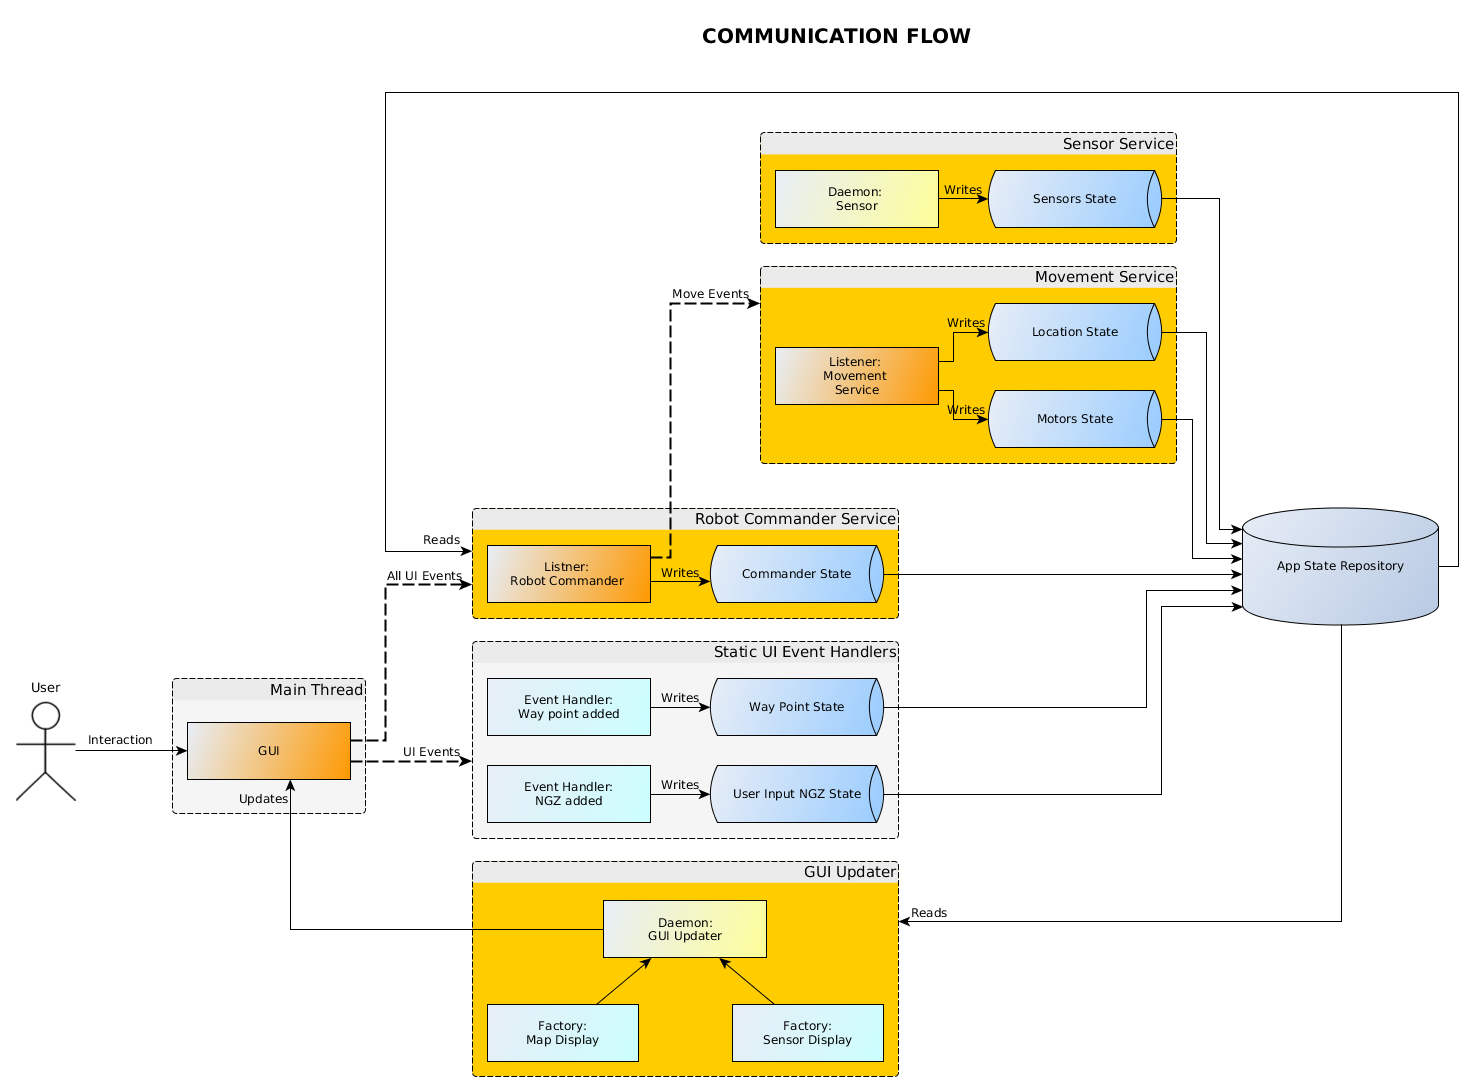 COMMUNICATION FLOW
Sensor Service
Daemon:
Sensor
Writes
Sensors State
Movement Service
Move Events
Listener:
Movement
Service
Writes
Location State
Writes
Motors State
Robot Commander Service
Reads
All UI Events
Listner:
Robot Commander
Writes
Commander State
App State Repository
Static UI Event Handlers
Event Handler:
Way point added
Writes
Way Point State
Event Handler:
NGZ added
Writes
User Input NGZ State
User
Interaction
Main Thread
GUI
UI Events
Updates
GUI Updater
Daemon:
GUI Updater
Reads
Factory:
Map Display
Factory:
Sensor Display